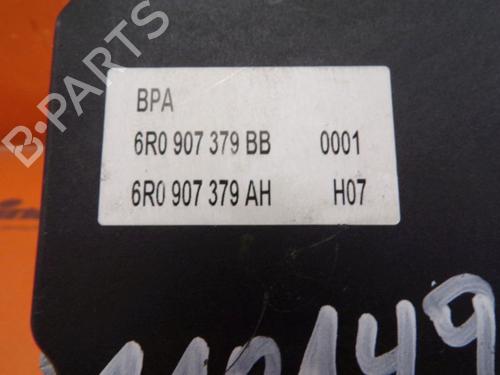 B-PARTS
BPA
6R0 907 379 BB 0001
6R0 907 379 AH H07